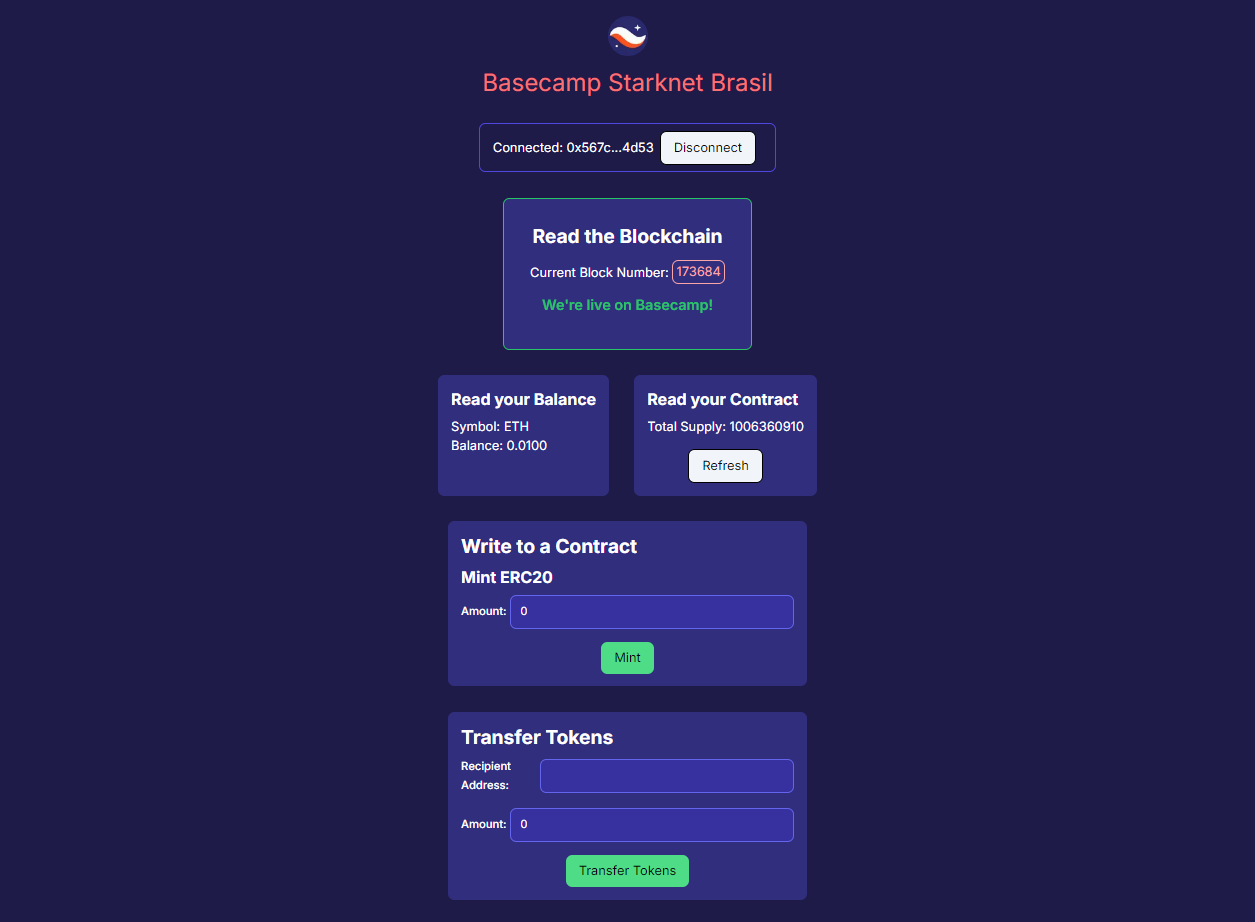 Basecamp Starknet Brasil
Connected: 0x567c...4d53 Disconnect
Read the Blockchain
Current Block Number: 173684
We're live on Basecamp!
Read your Balance
Symbol: ETH
Balance: 0.0100
Read your Contract
Total Supply: 1006360910
Refresh
Write to a Contract
Mint ERC20
Amount: 0
Mint
Transfer Tokens
Recipient
Address:
Amount: 0
Transfer Tokens